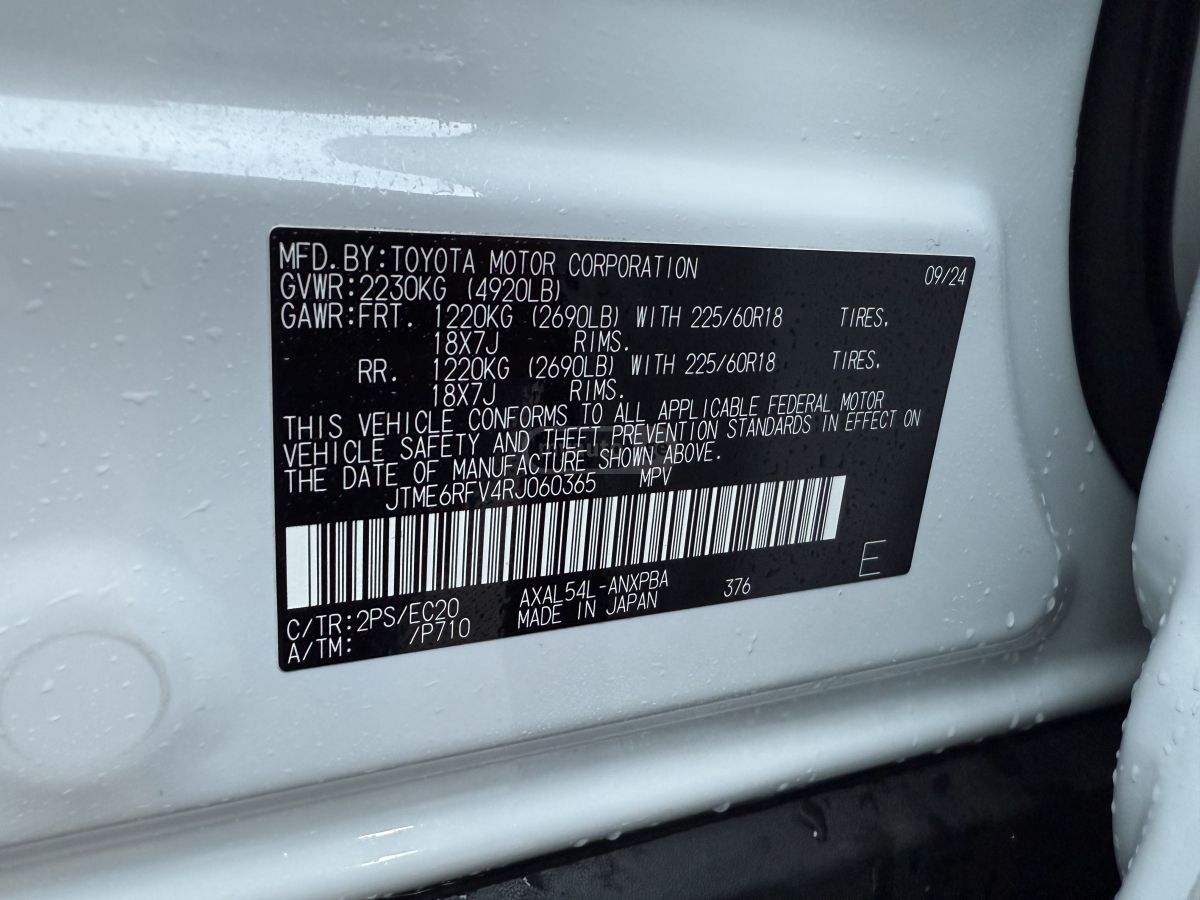 MFD.BY:TOYOTA MOTOR CORPORATION 09/24
GVWR:2230KG (4920LB)
GAWR:FRT. 1220KG (2690LB) WITH 225/60R18 TIRES,
18X7J RIMS.
RR. 1220KG (2690LB) WITH 225/60R18 TIRES,
18X7J RIMS.
THIS VEHICLE CONFORMS TO ALL APPLICABLE FEDERAL MOTOR
VEHICLE SAFETY AND THEFT PREVENTION STANDARDS IN EFFECT ON
THE DATE OF MANUFACTURE SHOWN ABOVE.
JTME6RFV4RJ060365 MPV
C/TR:2PS/EC20 AXAL54L-ANXPBA 376 E
A/TM: /P710 MADE IN JAPAN